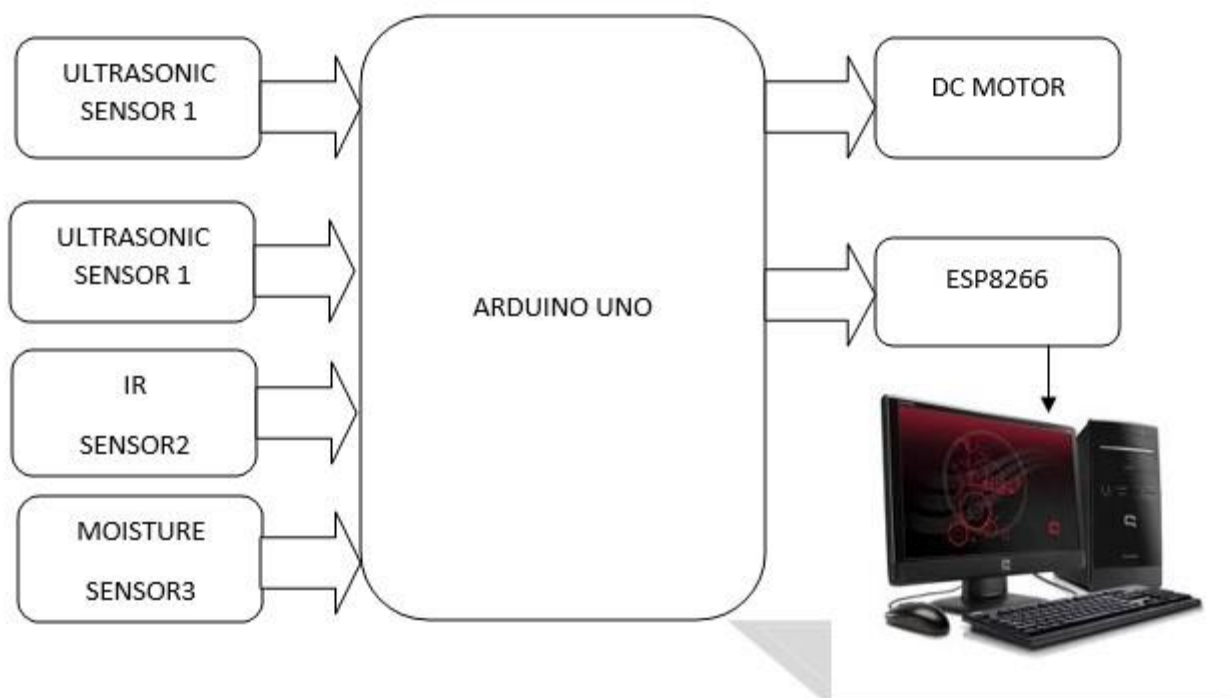 ULTRASONIC
SENSOR 1
ULTRASONIC
SENSOR 1
IR
SENSOR2
MOISTURE
SENSOR3
ARDUINO UNO
DC MOTOR
ESP8266